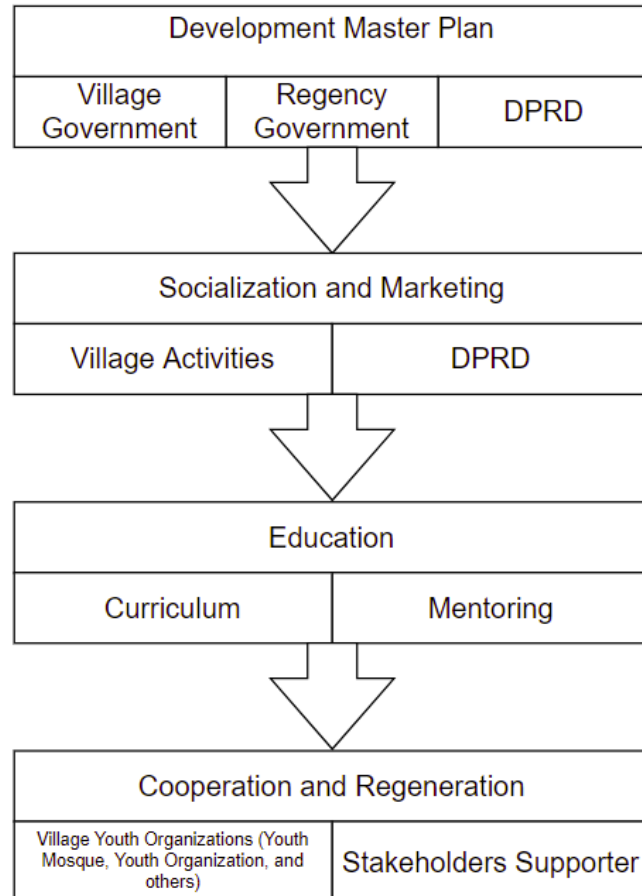 Development Master Plan
Village
Government
Regency
Government
DPRD
Socialization and Marketing
Village Activities
DPRD
Education
Curriculum
Mentoring
Cooperation and Regeneration
Village Youth Organizations (Youth
Mosque, Youth Organization, and
others)
Stakeholders Supporter